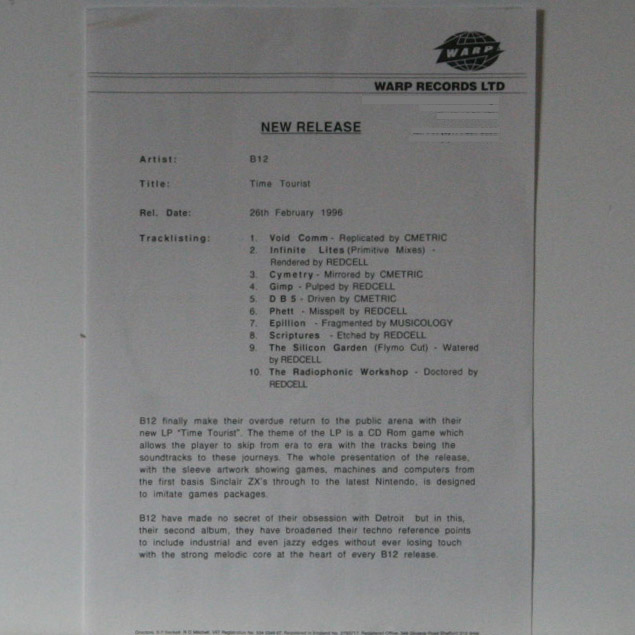 WARP
WARP RECORDS LTD
NEW RELEASE
Artist: B12
Title: Time Tourist
Rel. Date: 26th February 1996
Tracklisting: 1. Void Comm - Replicated by CMETRIC
2. Infinite Lites (Primitive Mixes) -
Rendered by REDCELL
3. Cymetry - Mirrored by CMETRIC
4. Gimp - Pulped by REDCELL
5. D B S - Driven by CMETRIC
6. Phett - Misspelt by REDCELL
7. Epillion - Fragmented by MUSICOLOGY
8. Scriptures - Etched by REDCELL
9. The Silicon Garden (Flymo Cut) - Watered
by REDCELL
10. The Radiophonic Workshop - Doctored by
REDCELL
B12 finally make their overdue return to the public arena with their
new LP "Time Tourist". The theme of the LP is a CD Rom game which
allows the player to skip from era to era with the tracks being the
soundtracks to these journeys. The whole presentation of the release,
with the sleeve artwork showing games, machines and computers from
the first basis Sinclair ZX's through to the latest Nintendo, is designed
to imitate games packages.
B12 have made no secret of their obsession with Detroit but in this,
their second album, they have broadened their techno reference points
to include industrial and even jazzy edges without ever losing touch
with the strong melodic core at the heart of every B12 release.